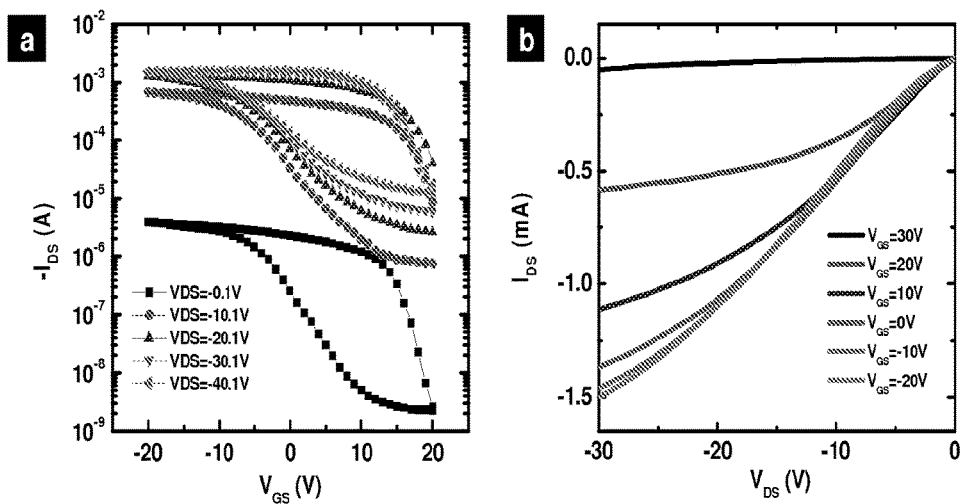 a
10⁻²
10⁻³
10⁻⁴
10⁻⁵
10⁻⁶
10⁻⁷
10⁻⁸
10⁻⁹
-I_DS (A)
VDS=-0.1V
VDS=-10.1V
VDS=-20.1V
VDS=-30.1V
VDS=-40.1V
-20 -10 0 10 20
V_GS (V)
b
0.0
-0.5
-1.0
-1.5
I_DS (mA)
V_GS=30V
V_GS=20V
V_GS=10V
V_GS=0V
V_GS=-10V
V_GS=-20V
-30 -20 -10 0
V_DS (V)